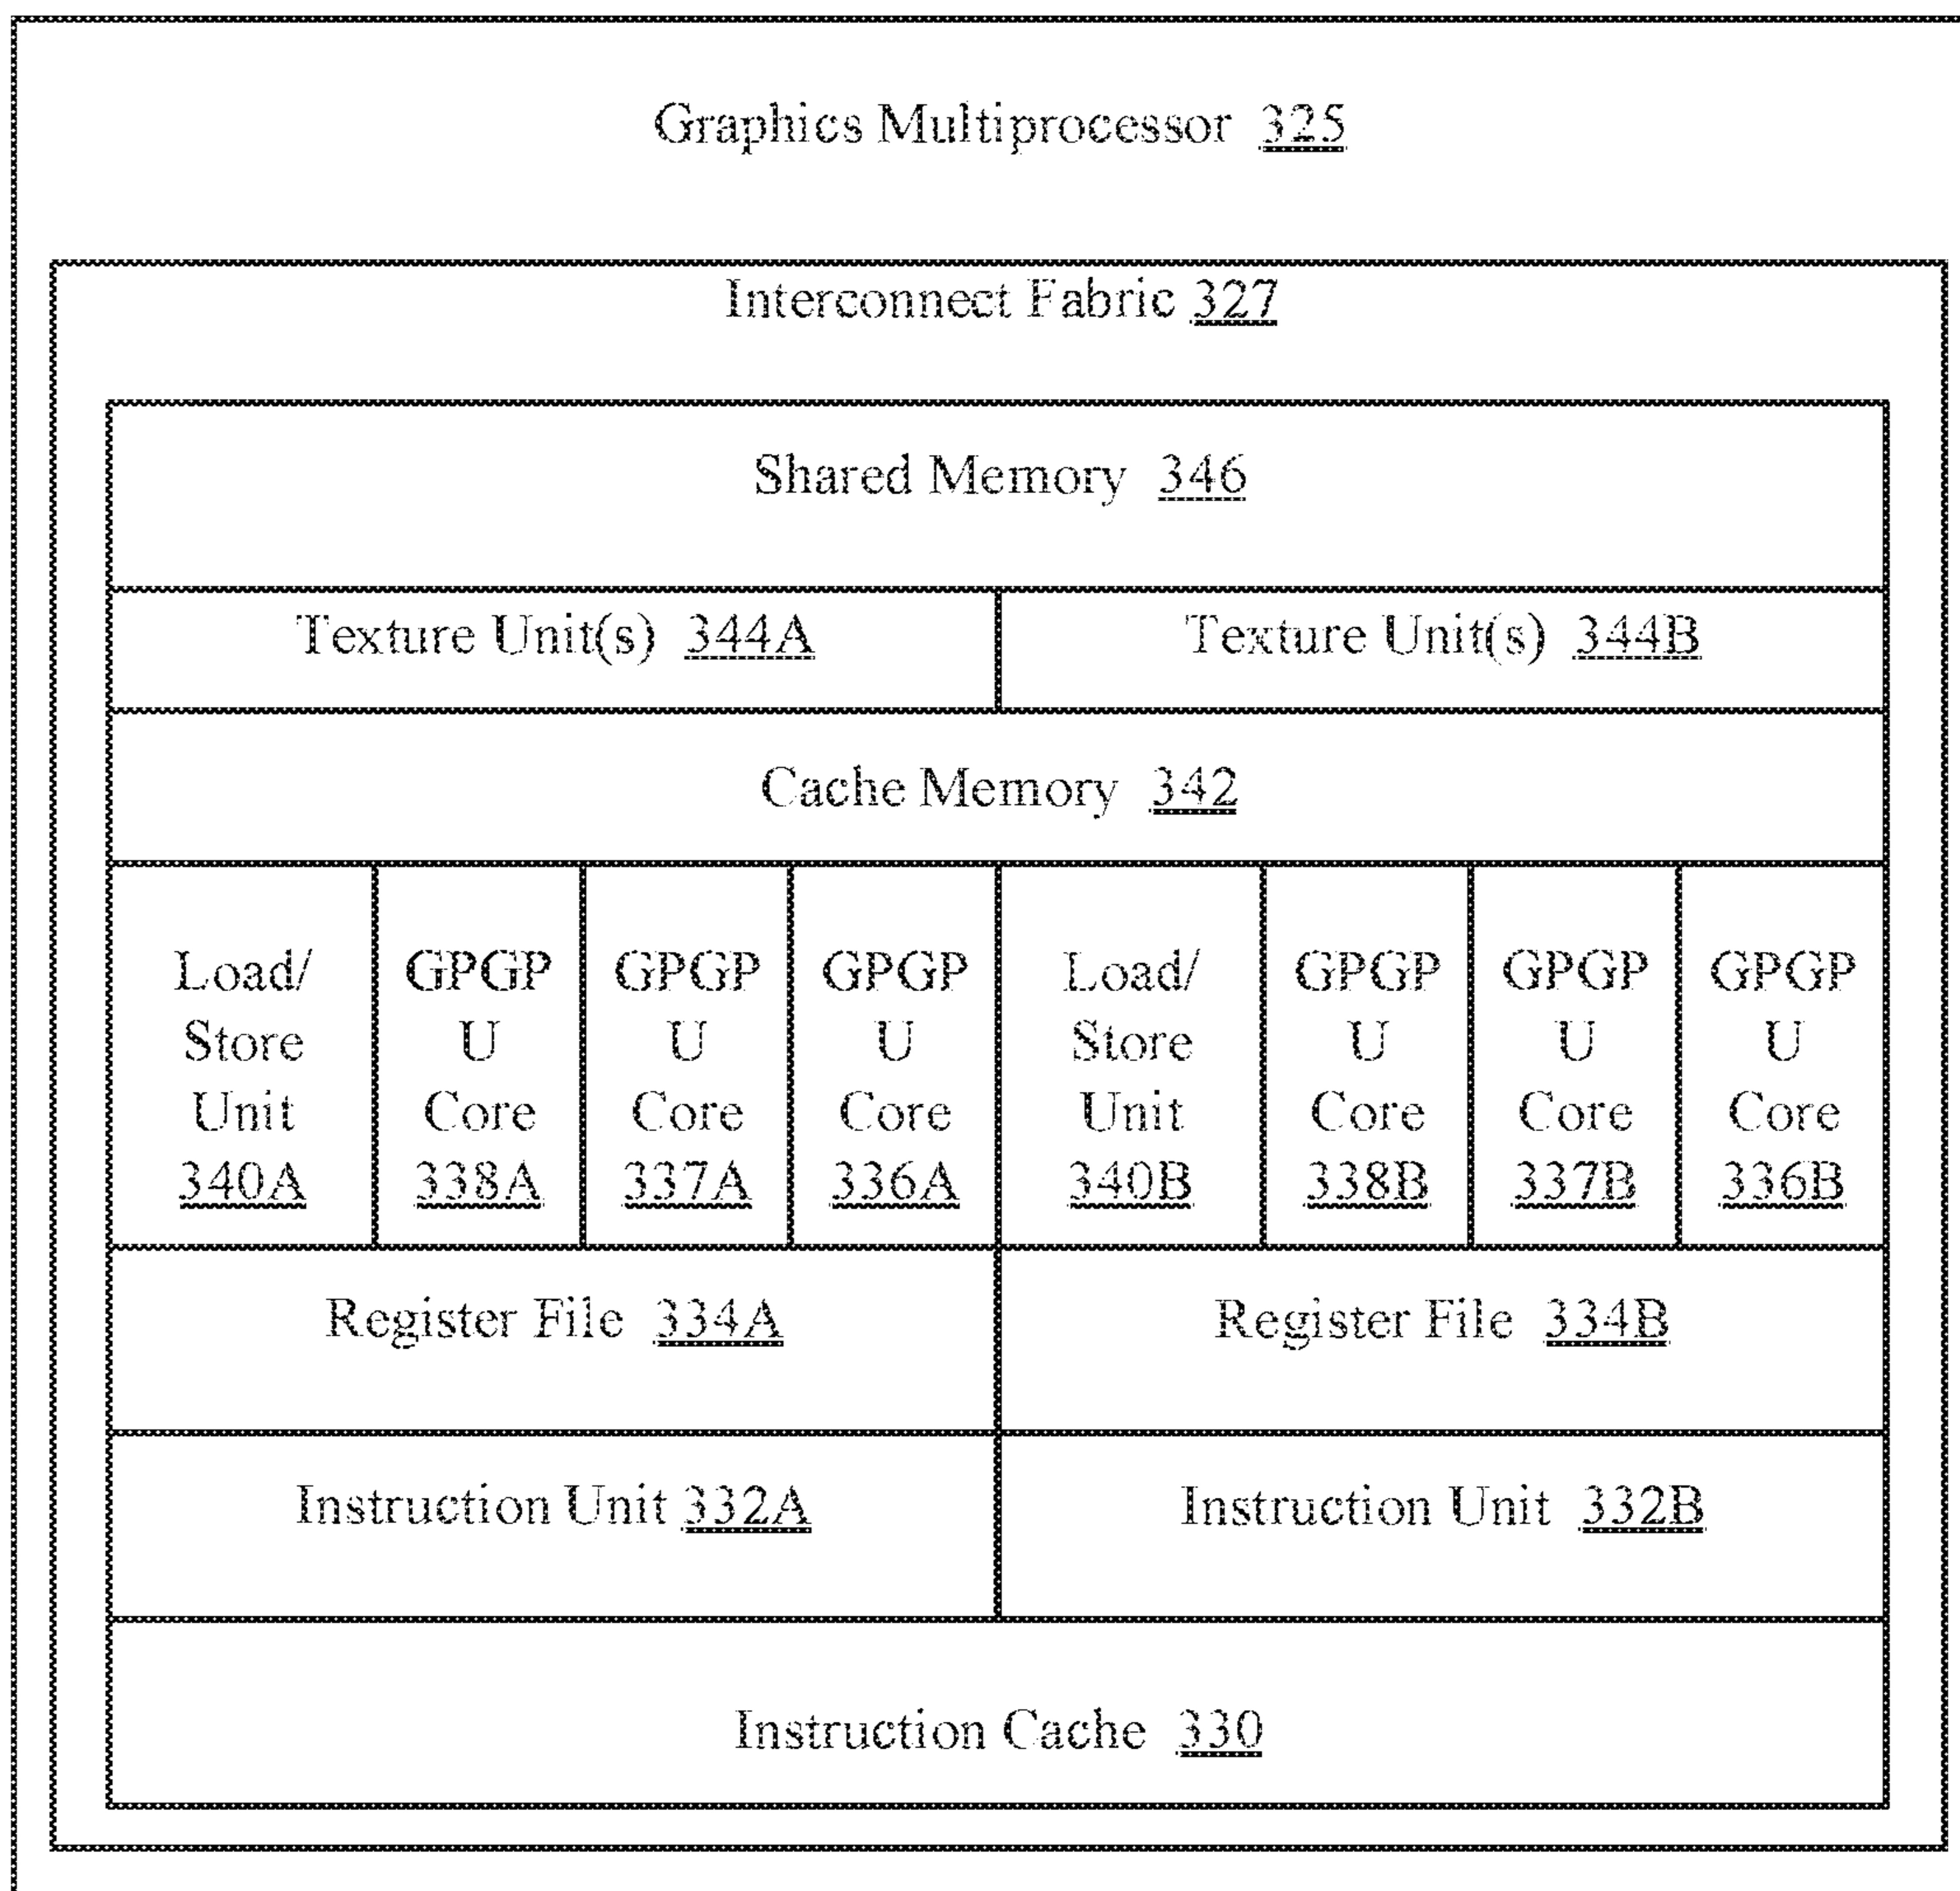 Graphics Multiprocessor 325
Interconnect Fabric 327
Shared Memory 346
Texture Unit(s) 344A
Texture Unit(s) 344B
Cache Memory 342
Load/
Store
Unit
340A
GPGP
U
Core
338A
GPGP
U
Core
337A
GPGP
U
Core
336A
Load/
Store
Unit
340B
GPGP
U
Core
338B
GPGP
U
Core
337B
GPGP
U
Core
336B
Register File 334A
Register File 334B
Instruction Unit 332A
Instruction Unit 332B
Instruction Cache 330